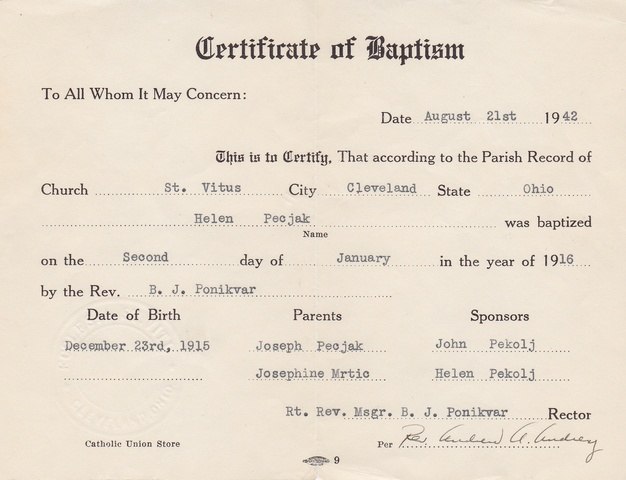 Certificate of Baptism
To All Whom It May Concern:
Date August 21st 1942
This is to Certify, That according to the Parish Record of
Church St. Vitus City Cleveland State Ohio
Helen Pecjak was baptized
Name
on the Second day of January in the year of 1916
by the Rev. B. J. Ponikvar
Date of Birth Parents Sponsors
December 23rd, 1915 Joseph Pecjak John Pekolj
Josephine Mrtic Helen Pekolj
Rt. Rev. Msgr. B. J. Ponikvar Rector
Catholic Union Store Per Rev. Andrew A. Andrey
9